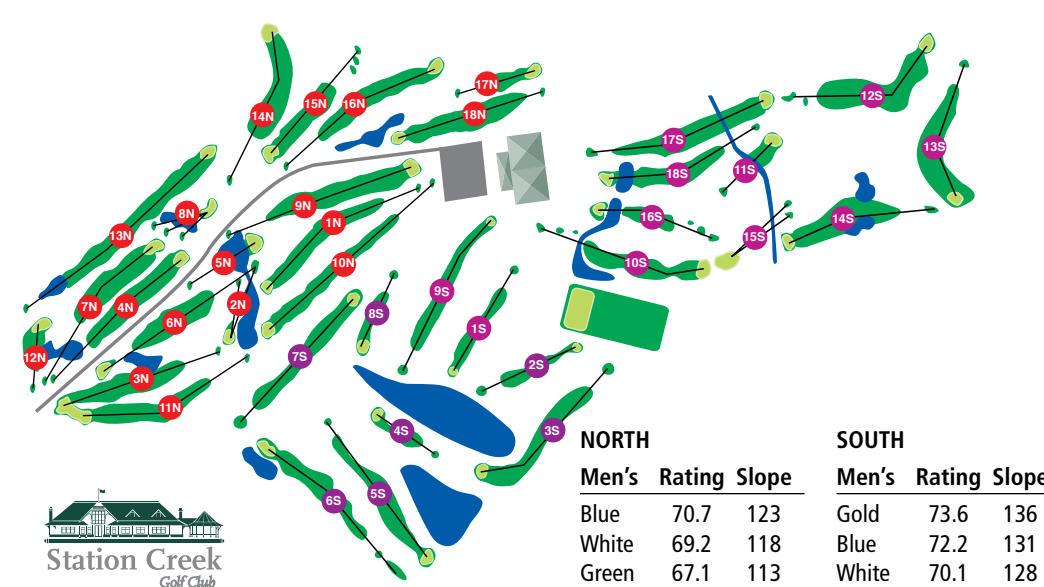 14N
15N
16N
17N
18N
13N
8N
9N
1N
10N
5N
2N
7N
4N
6N
12N
3N
11N
17S
18S
11S
12S
13S
16S
15S
14S
10S
9S
8S
1S
7S
2S
4S
3S
5S
6S
NORTH
Men's Rating Slope
Blue 70.7 123
White 69.2 118
Green 67.1 113
SOUTH
Men's Rating Slope
Gold 73.6 136
Blue 72.2 131
White 70.1 128
Station Creek
Golf Club